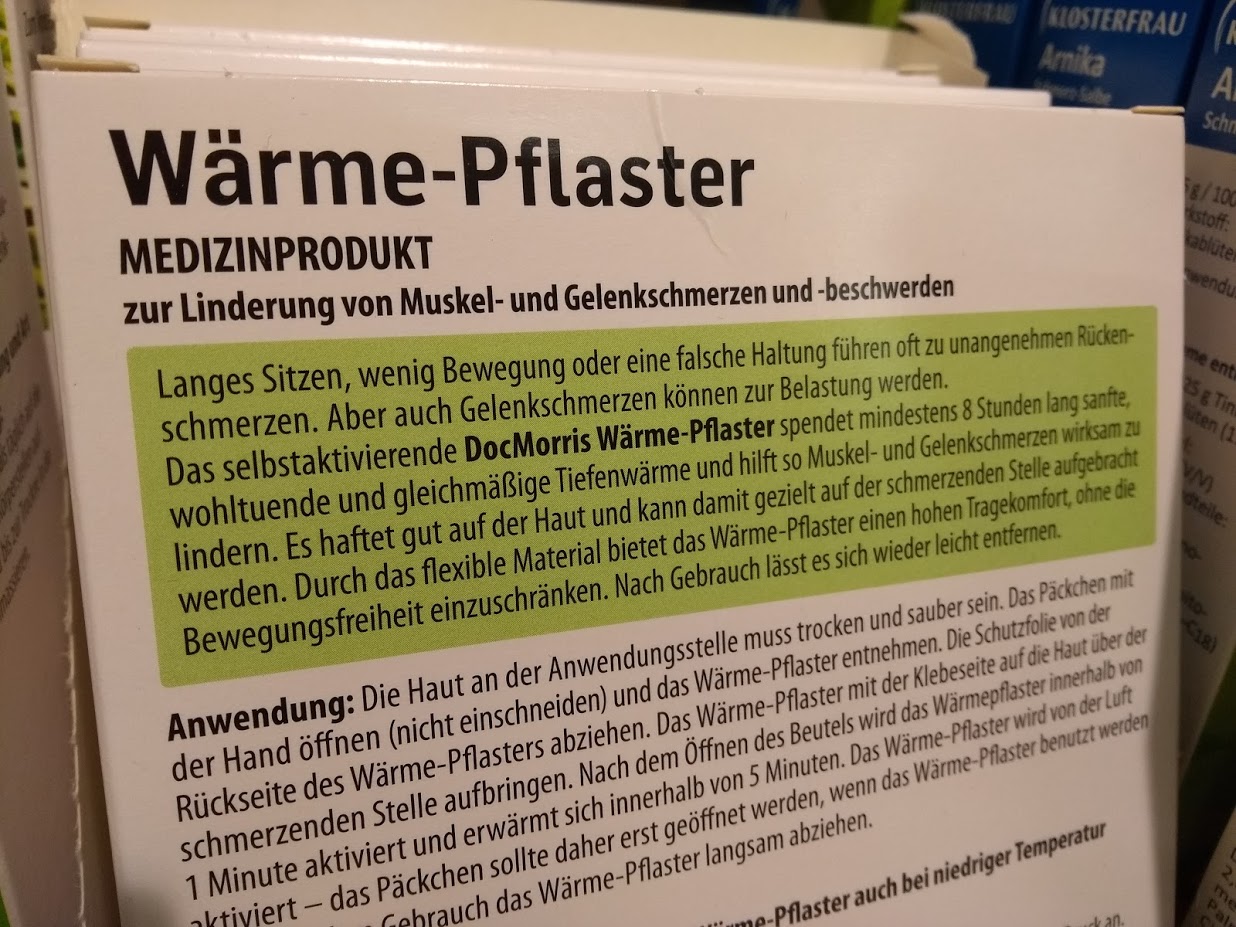 Wärme-Pflaster
MEDIZINPRODUKT
zur Linderung von Muskel- und Gelenkschmerzen und -beschwerden
Langes Sitzen, wenig Bewegung oder eine falsche Haltung führen oft zu unangenehmen Rücken-
schmerzen. Aber auch Gelenkschmerzen können zur Belastung werden.
Das selbstaktivierende DocMorris Wärme-Pflaster spendet mindestens 8 Stunden lang sanfte,
wohltuende und gleichmäßige Tiefenwärme und hilft so Muskel- und Gelenkschmerzen wirksam zu
lindern. Es haftet gut auf der Haut und kann damit gezielt auf der schmerzenden Stelle aufgebracht
werden. Durch das flexible Material bietet das Wärme-Pflaster einen hohen Tragekomfort, ohne die
Bewegungsfreiheit einzuschränken. Nach Gebrauch lässt es sich wieder leicht entfernen.
Anwendung: Die Haut an der Anwendungsstelle muss trocken und sauber sein. Das Päckchen mit
der Hand öffnen (nicht einschneiden) und das Wärme-Pflaster entnehmen. Die Schutzfolie von der
Rückseite des Wärme-Pflasters abziehen. Das Wärme-Pflaster mit der Klebeseite auf die Haut über der
schmerzenden Stelle aufbringen. Nach dem Öffnen des Beutels wird das Wärmepflaster innerhalb von
1 Minute aktiviert und erwärmt sich innerhalb von 5 Minuten. Das Wärme-Pflaster wird von der Luft
aktiviert – das Päckchen sollte daher erst geöffnet werden, wenn das Wärme-Pflaster benutzt werden
Gebrauch das Wärme-Pflaster langsam abziehen.
Wärme-Pflaster auch bei niedriger Temperatur
KLOSTERFRAU
Arnika